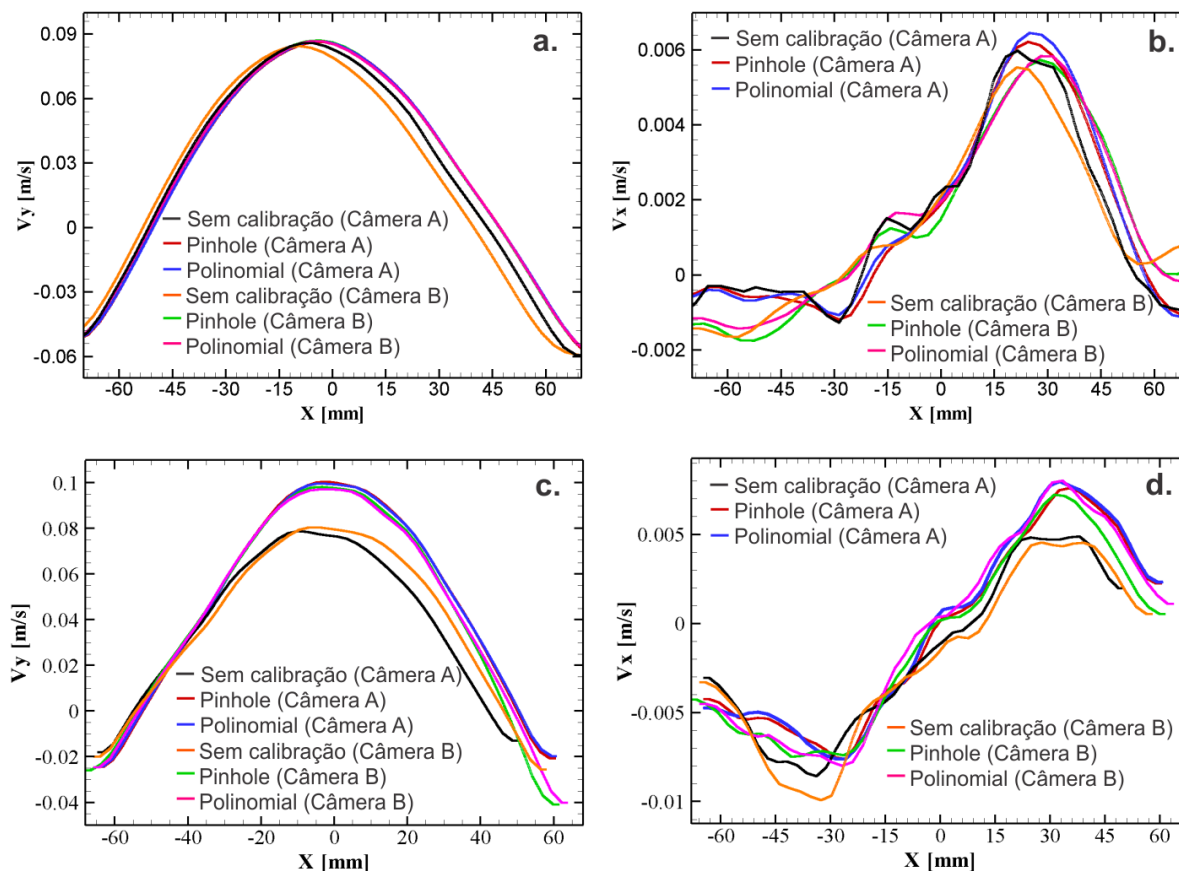 a.
0.09
0.06
0.03
0
-0.03
-0.06
Vy [m/s]
Sem calibração (Câmera A)
Pinhole (Câmera A)
Polinomial (Câmera A)
Sem calibração (Câmera B)
Pinhole (Câmera B)
Polinomial (Câmera B)
-60 -45 -30 -15 0 15 30 45 60
X [mm]
b.
Sem calibração (Câmera A)
Pinhole (Câmera A)
Polinomial (Câmera A)
0.006
0.004
0.002
0
-0.002
Vx [m/s]
Sem calibração (Câmera B)
Pinhole (Câmera B)
Polinomial (Câmera B)
-60 -45 -30 -15 0 15 30 45 60
X [mm]
c.
0.1
0.08
0.06
0.04
0.02
0
-0.02
-0.04
Vy [m/s]
Sem calibração (Câmera A)
Pinhole (Câmera A)
Polinomial (Câmera A)
Sem calibração (Câmera B)
Pinhole (Câmera B)
Polinomial (Câmera B)
-60 -40 -20 0 20 40 60
X [mm]
d.
Sem calibração (Câmera A)
Pinhole (Câmera A)
Polinomial (Câmera A)
0.005
0
-0.005
-0.01
Vx [m/s]
Sem calibração (Câmera B)
Pinhole (Câmera B)
Polinomial (Câmera B)
-60 -45 -30 -15 0 15 30 45 60
X [mm]